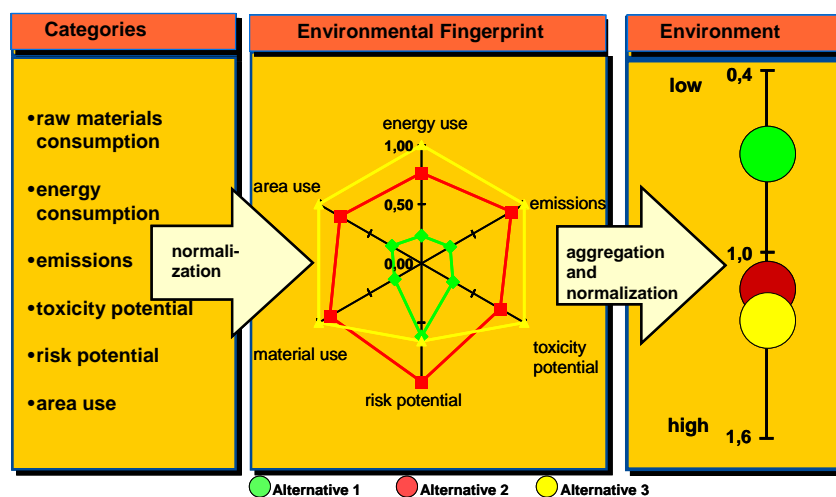 Categories
•raw materials
consumption
•energy
consumption
•emissions
•toxicity potential
•risk potential
•area use
normali-
zation
Environmental Fingerprint
energy use
1,00
area use
0,50
emissions
0,00
material use
toxicity
potential
risk potential
aggregation
and
normalization
Environment
low
0,4
1,0
high
1,6
Alternative 1
Alternative 2
Alternative 3